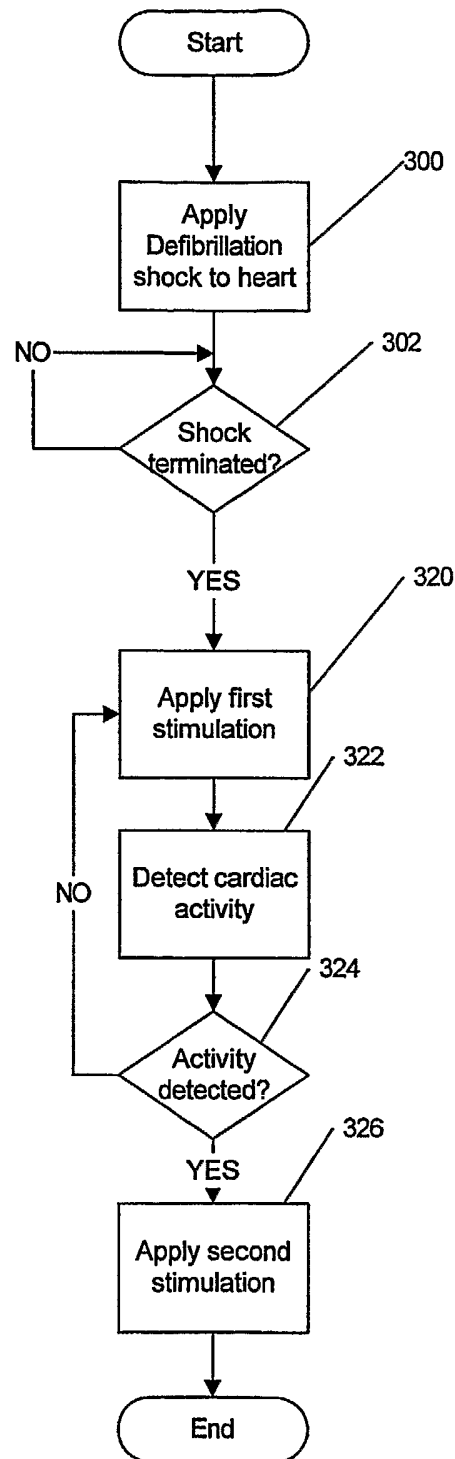 Start
300
Apply
Defibrillation
shock to heart
NO
302
Shock
terminated?
YES
320
Apply first
stimulation
322
Detect cardiac
activity
NO
324
Activity
detected?
YES
326
Apply second
stimulation
End